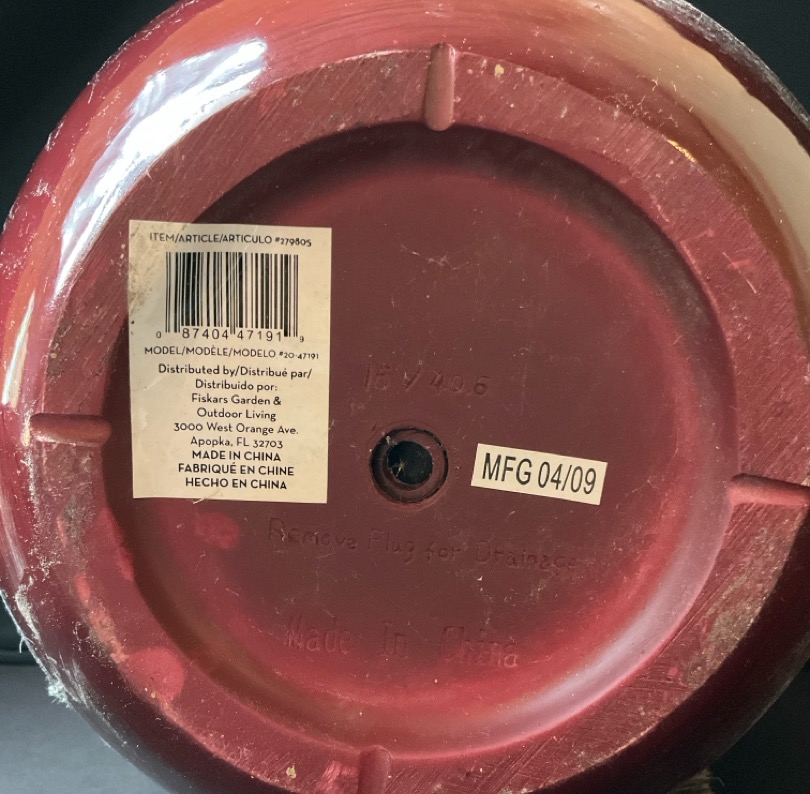 ITEM/ARTICLE/ARTICULO #279805
0 87404 47191 9
MODEL/MODÈLE/MODELO #20-47191
Distributed by/Distribué par/
Distribuido por:
Fiskars Garden &
Outdoor Living
3000 West Orange Ave.
Apopka, FL 32703
MADE IN CHINA
FABRIQUÉ EN CHINE
HECHO EN CHINA
MFG 04/09
Remove Plug for Drainage
Made In China